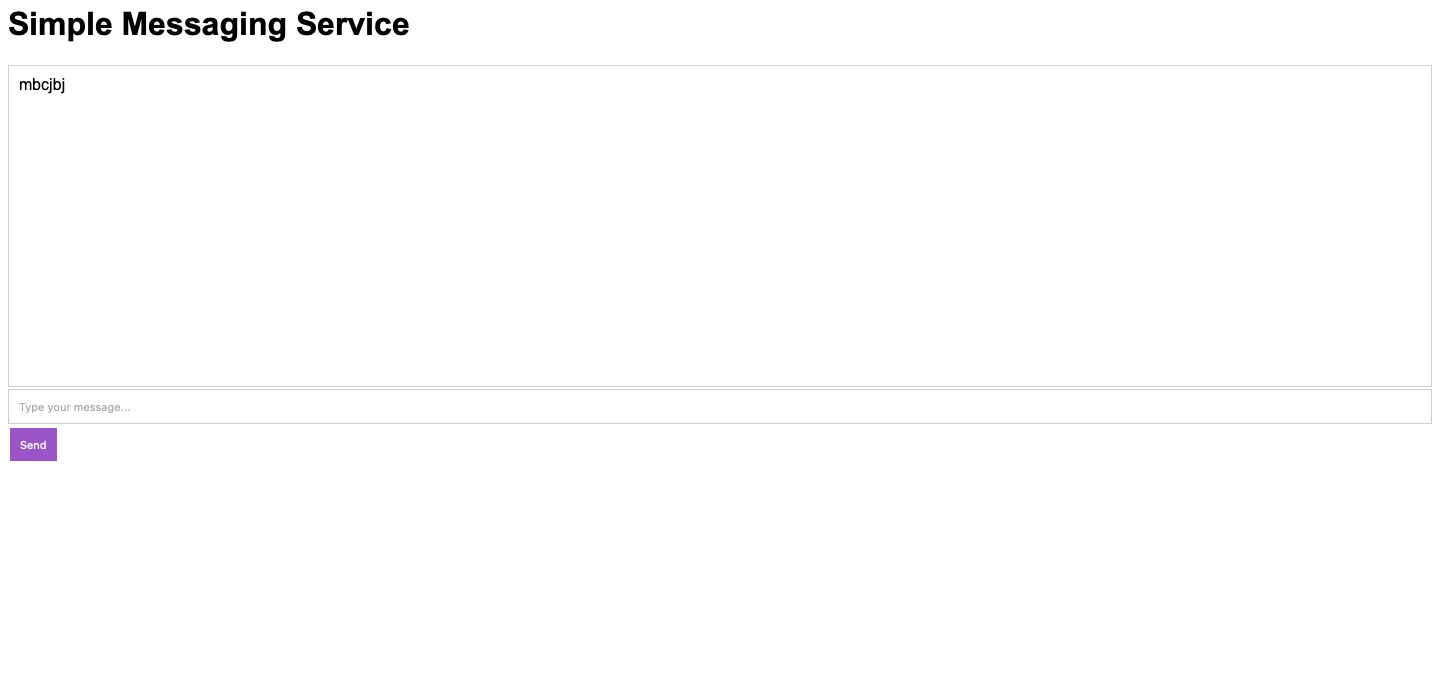 Simple Messaging Service
mbcjbj
Type your message...
Send